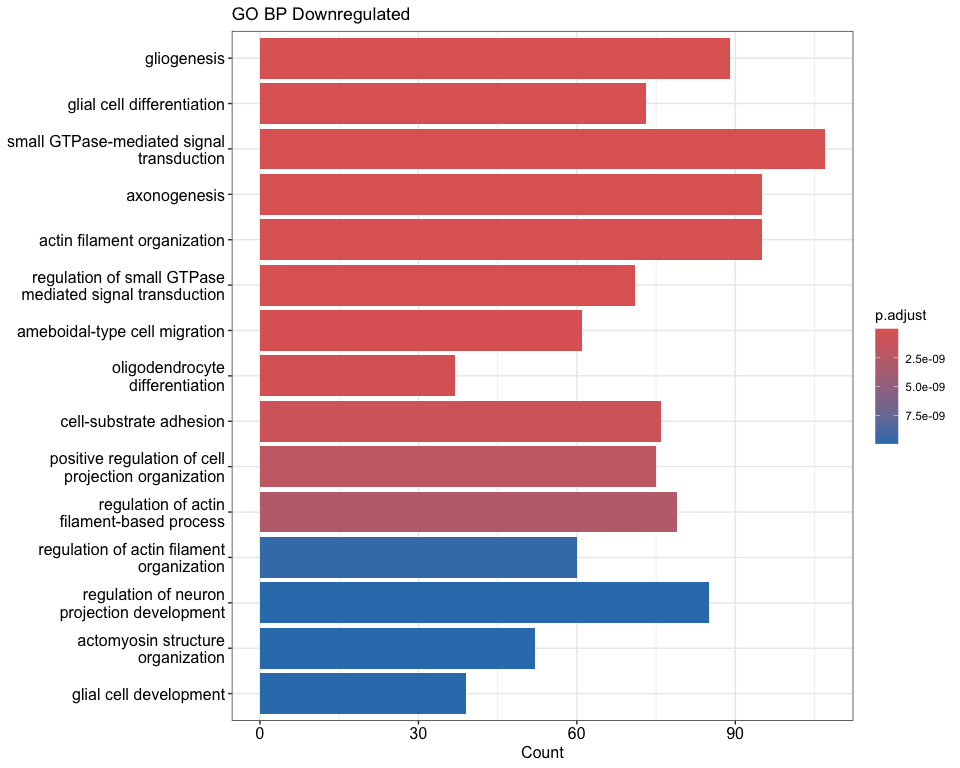 GO BP Downregulated
gliogenesis
glial cell differentiation
small GTPase-mediated signal
transduction
axonogenesis
actin filament organization
regulation of small GTPase
mediated signal transduction
ameboidal-type cell migration
oligodendrocyte
differentiation
cell-substrate adhesion
positive regulation of cell
projection organization
regulation of actin
filament-based process
regulation of actin filament
organization
regulation of neuron
projection development
actomyosin structure
organization
glial cell development
0 30 60 90
Count
p.adjust
2.5e-09
5.0e-09
7.5e-09